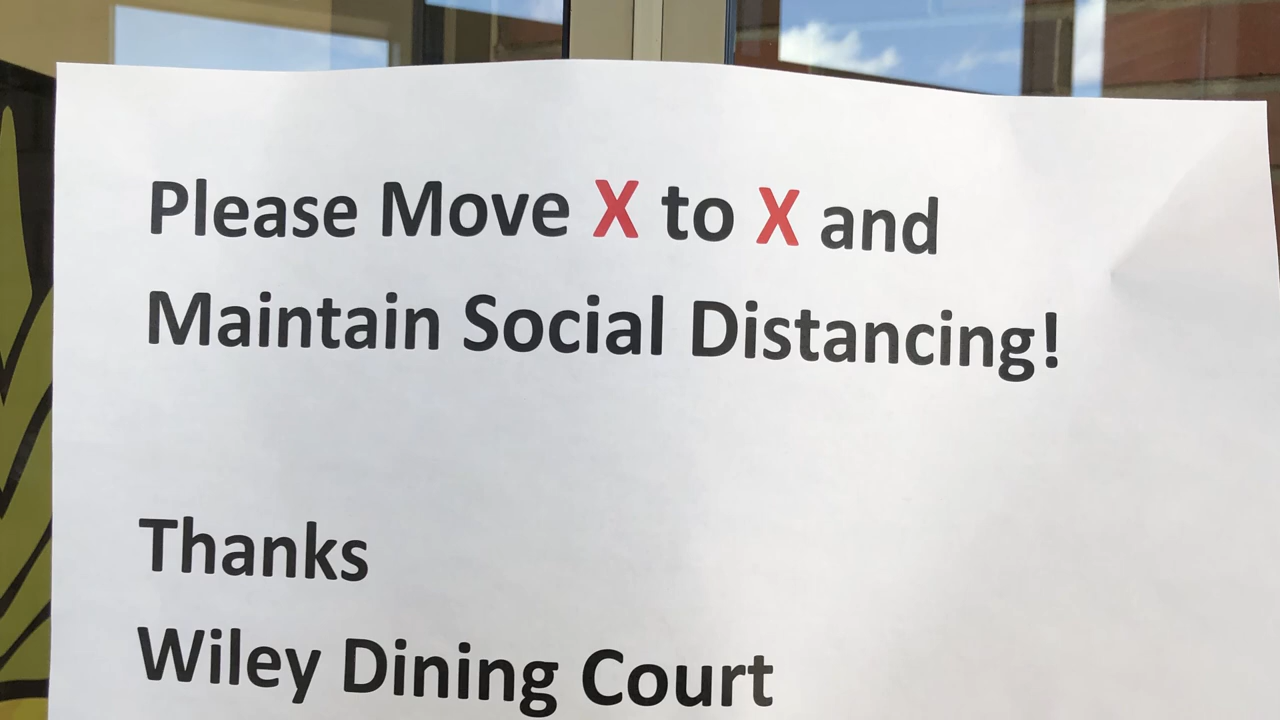 Please Move X to X and
Maintain Social Distancing!
Thanks
Wiley Dining Court